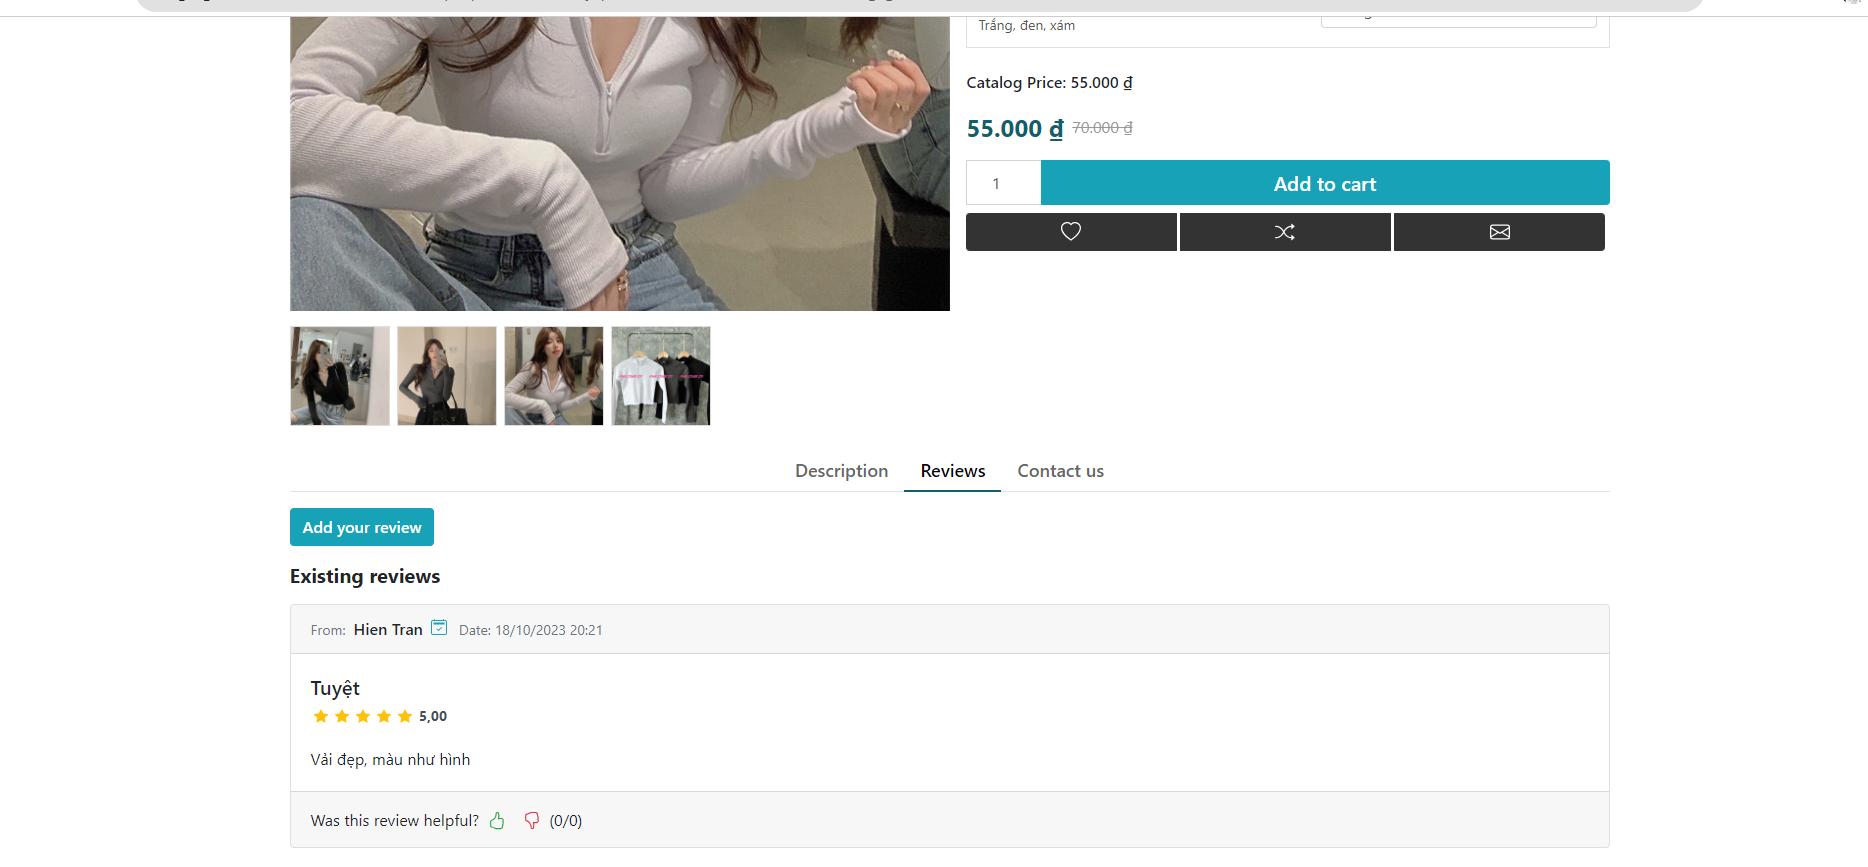 Trắng, đen, xám
Catalog Price: 55.000 ₫
55.000 ₫ 70.000 ₫
1
Add to cart
Description Reviews Contact us
Add your review
Existing reviews
From: Hien Tran Date: 18/10/2023 20:21
Tuyệt
5,00
Vải đẹp, màu như hình
Was this review helpful? (0/0)